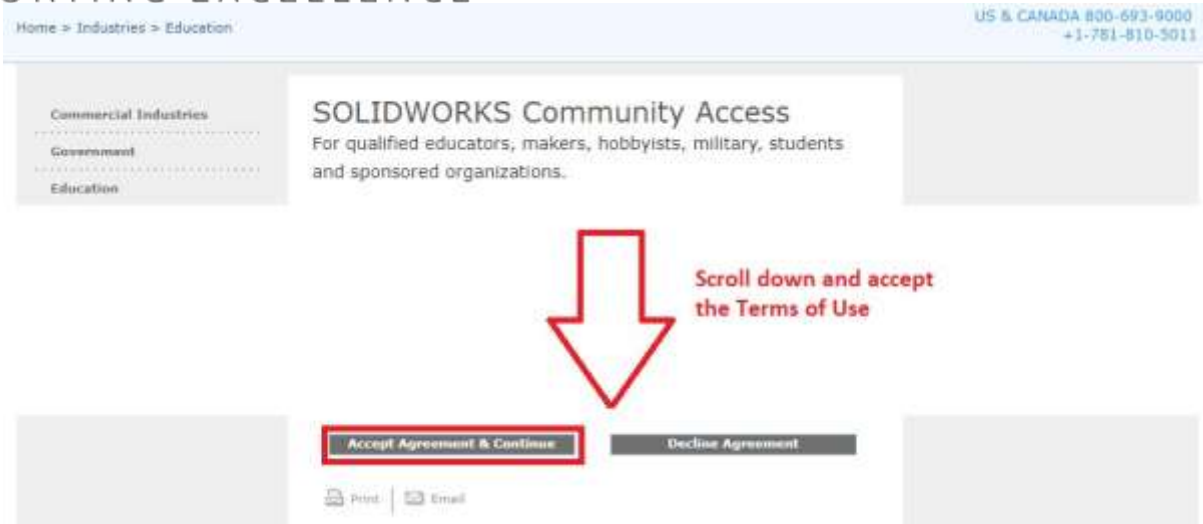 Home > Industries > Education
US & CANADA 800-693-9000
+1-781-810-5011
Commercial Industries
Government
Education
SOLIDWORKS Community Access
For qualified educators, makers, hobbyists, military, students
and sponsored organizations.
Scroll down and accept
the Terms of Use
Accept Agreement & Continue
Decline Agreement
Print
Email